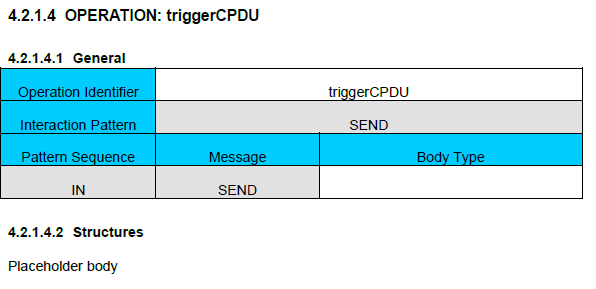 4.2.1.4 OPERATION: triggerCPDU
4.2.1.4.1 General
Operation Identifier triggerCPDU
Interaction Pattern SEND
Pattern Sequence Message Body Type
IN SEND
4.2.1.4.2 Structures
Placeholder body